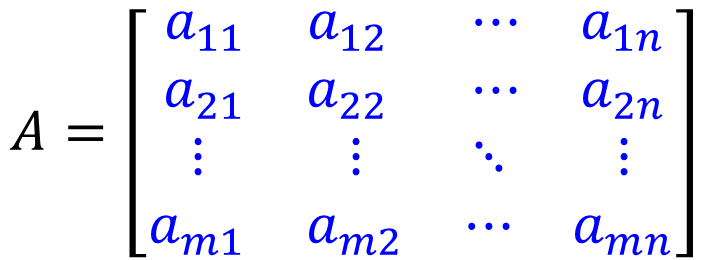 a₁₁ a₁₂ ⋯ a₁ₙ
a₂₁ a₂₂ ⋯ a₂ₙ
A = ⋮ ⋮ ⋱ ⋮
aₘ₁ aₘ₂ ⋯ aₘₙ